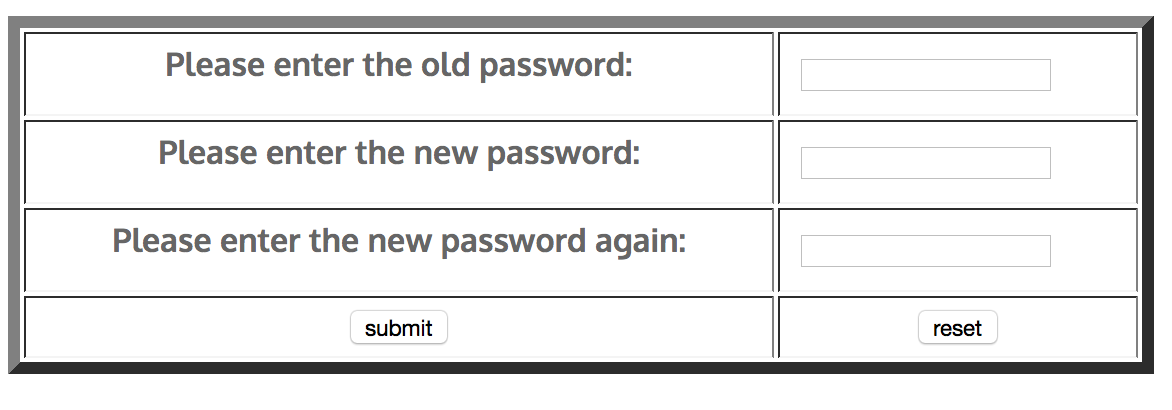 Please enter the old password:
Please enter the new password:
Please enter the new password again:
submit
reset